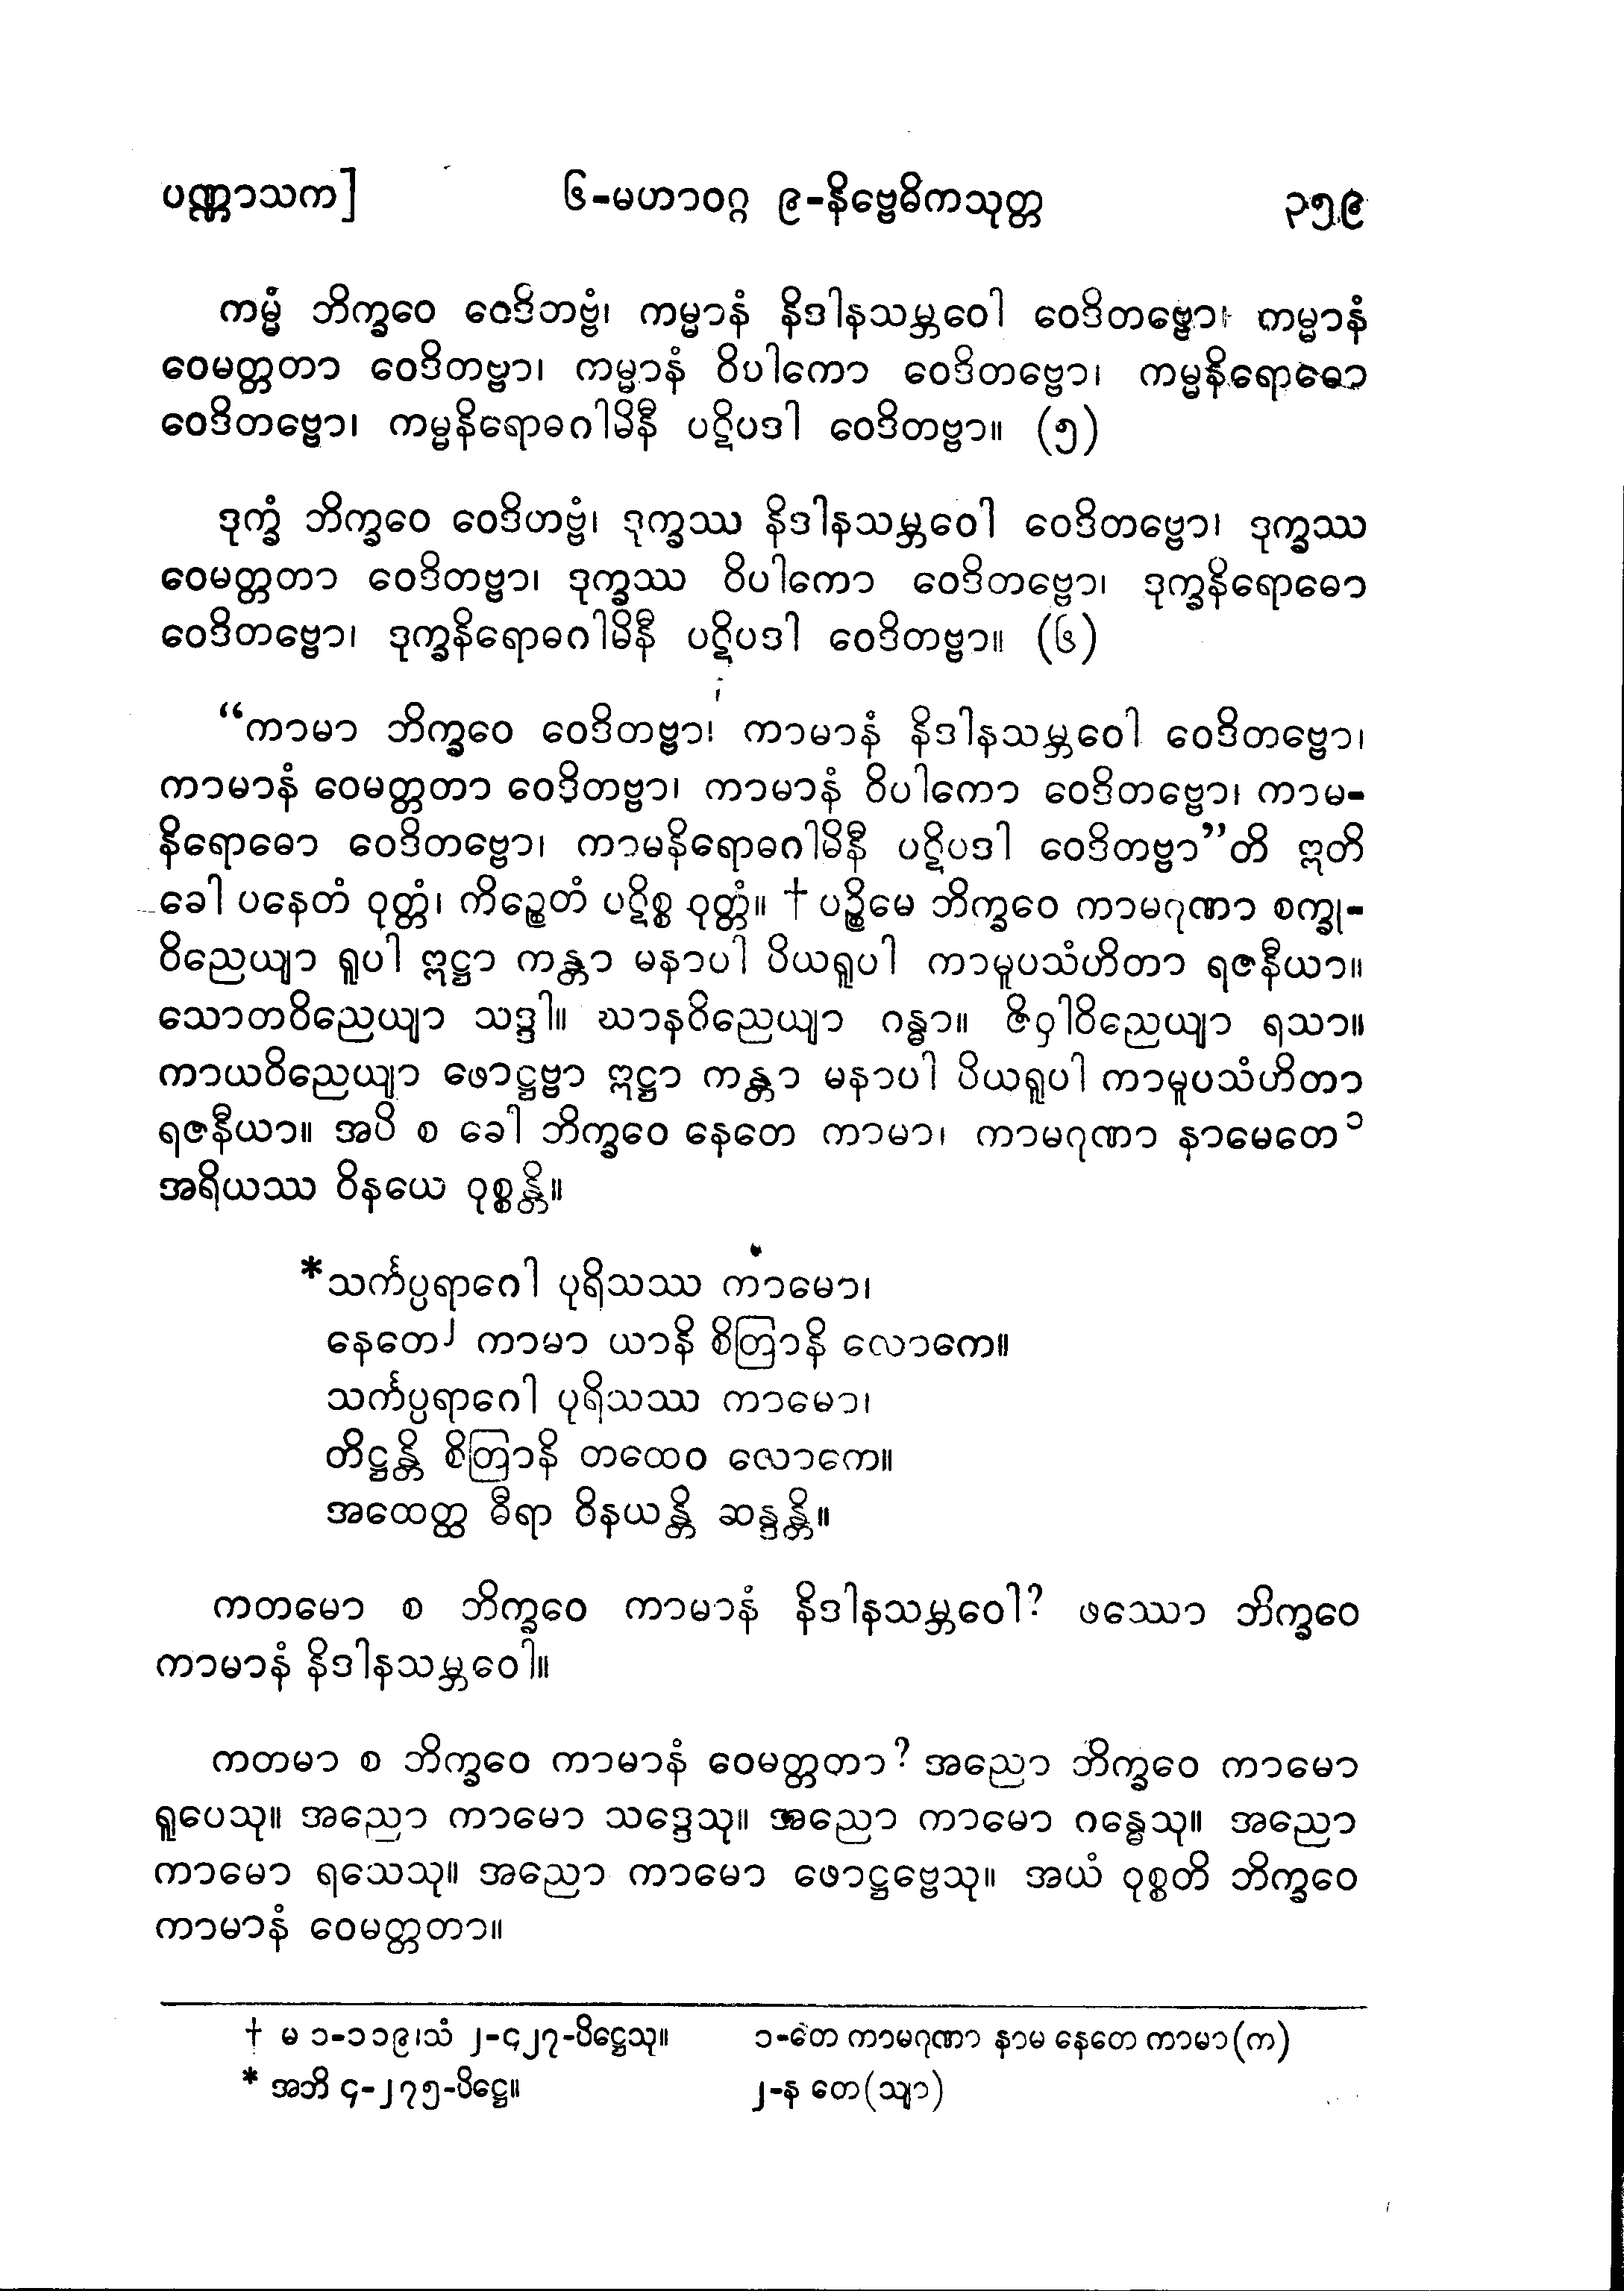 ပဏ္ဏာသက]    ၆-မဟာဝဂ္ဂ ၉-နိဗ္ဗေဓိကသုတ္တ    ၃၅၉
ကမ္မံ ဘိက္ခဝေ ဝေဒိတဗ္ဗံ၊ ကမ္မာနံ နိဒါနသမ္ဘဝေါ ဝေဒိတဗ္ဗော၊ ကမ္မာနံ
ဝေမတ္တတာ ဝေဒိတဗ္ဗာ၊ ကမ္မာနံ ဝိပါကော ဝေဒိတဗ္ဗော၊ ကမ္မနိရောဓော
ဝေဒိတဗ္ဗော၊ ကမ္မနိရောဓဂါမိနီ ပဋိပဒါ ဝေဒိတဗ္ဗာ။ (၅)
ဒုက္ခံ ဘိက္ခဝေ ဝေဒိတဗ္ဗံ၊ ဒုက္ခဿ နိဒါနသမ္ဘဝေါ ဝေဒိတဗ္ဗော၊ ဒုက္ခဿ
ဝေမတ္တတာ ဝေဒိတဗ္ဗာ၊ ဒုက္ခဿ ဝိပါကော ဝေဒိတဗ္ဗော၊ ဒုက္ခနိရောဓော
ဝေဒိတဗ္ဗော၊ ဒုက္ခနိရောဓဂါမိနီ ပဋိပဒါ ဝေဒိတဗ္ဗာ။ (၆)
“ကာမာ ဘိက္ခဝေ ဝေဒိတဗ္ဗာ၊ ကာမာနံ နိဒါနသမ္ဘဝေါ ဝေဒိတဗ္ဗော၊
ကာမာနံ ဝေမတ္တတာ ဝေဒိတဗ္ဗာ၊ ကာမာနံ ဝိပါကော ဝေဒိတဗ္ဗော၊ ကာမ-
နိရောဓော ဝေဒိတဗ္ဗော၊ ကာမနိရောဓဂါမိနီ ပဋိပဒါ ဝေဒိတဗ္ဗာ”တိ ဣတိ
ခေါ ပနေတံ ဝုတ္တံ၊ ကိဉ္စေတံ ပဋိစ္စ ဝုတ္တံ။ † ပဉ္စိမေ ဘိက္ခဝေ ကာမဂုဏာ စက္ခု-
ဝိညေယျာ ရူပါ ဣဋ္ဌာ ကန္တာ မနာပါ ပိယရူပါ ကာမူပသံဟိတာ ရဇနီယာ။
သောတဝိညေယျာ သဒ္ဒါ။ ဃာနဝိညေယျာ ဂန္ဓာ။ ဇိဝှါဝိညေယျာ ရသာ။
ကာယဝိညေယျာ ဖောဋ္ဌဗ္ဗာ ဣဋ္ဌာ ကန္တာ မနာပါ ပိယရူပါ ကာမူပသံဟိတာ
ရဇနီယာ။ အပိ စ ခေါ ဘိက္ခဝေ နေတေ ကာမာ၊ ကာမဂုဏာ နာမေတေ ၁
အရိယဿ ဝိနယေ ဝုစ္စန္တိ။
*သင်္ကပ္ပရာဂေါ ပုရိသဿ ကာမော၊
နေတေ၂ ကာမာ ယာနိ စိတြာနိ လောကေ။
သင်္ကပ္ပရာဂေါ ပုရိသဿ ကာမော၊
တိဋ္ဌန္တိ စိတြာနိ တထေဝ လောကေ။
အထေတ္ထ ဓီရာ ဝိနယန္တိ ဆန္ဒန္တိ။
ကတမော စ ဘိက္ခဝေ ကာမာနံ နိဒါနသမ္ဘဝေါ? ဖဿော ဘိက္ခဝေ
ကာမာနံ နိဒါနသမ္ဘဝေါ။
ကတမာ စ ဘိက္ခဝေ ကာမာနံ ဝေမတ္တတာ? အညော ဘိက္ခဝေ ကာမော
ရူပေသု။ အညော ကာမော သဒ္ဒေသု။ အညော ကာမော ဂန္ဓေသု။ အညော
ကာမော ရသေသု။ အညော ကာမော ဖောဋ္ဌဗ္ဗေသု။ အယံ ဝုစ္စတိ ဘိက္ခဝေ
ကာမာနံ ဝေမတ္တတာ။
† မ ၁-၁၁၉၊သံ ၂-၄၂၇-ပိဋ္ဌေသု။    ၁-တေ ကာမဂုဏာ နာမ နေတေ ကာမာ(က)
* အဘိ ၄-၂၇၅-ပိဋ္ဌေ။    ၂-န တေ(သျာ)